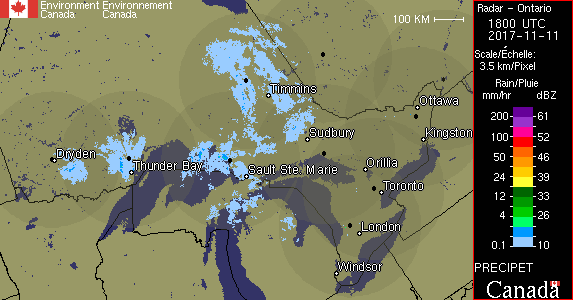 Environment Environnement
Canada Canada
100 KM
Timmins
Ottawa
Sudbury
Kingston
Dryden
Thunder Bay
Sault Ste. Marie
Orillia
Toronto
London
Windsor
Radar - Ontario
1800 UTC
2017-11-11
Scale/Échelle:
3.5 km/Pixel
Rain/Pluie
mm/hr dBZ
200 61
100 52
50 46
24 39
12 33
4 26
0.1 10
PRECIPET
Canada